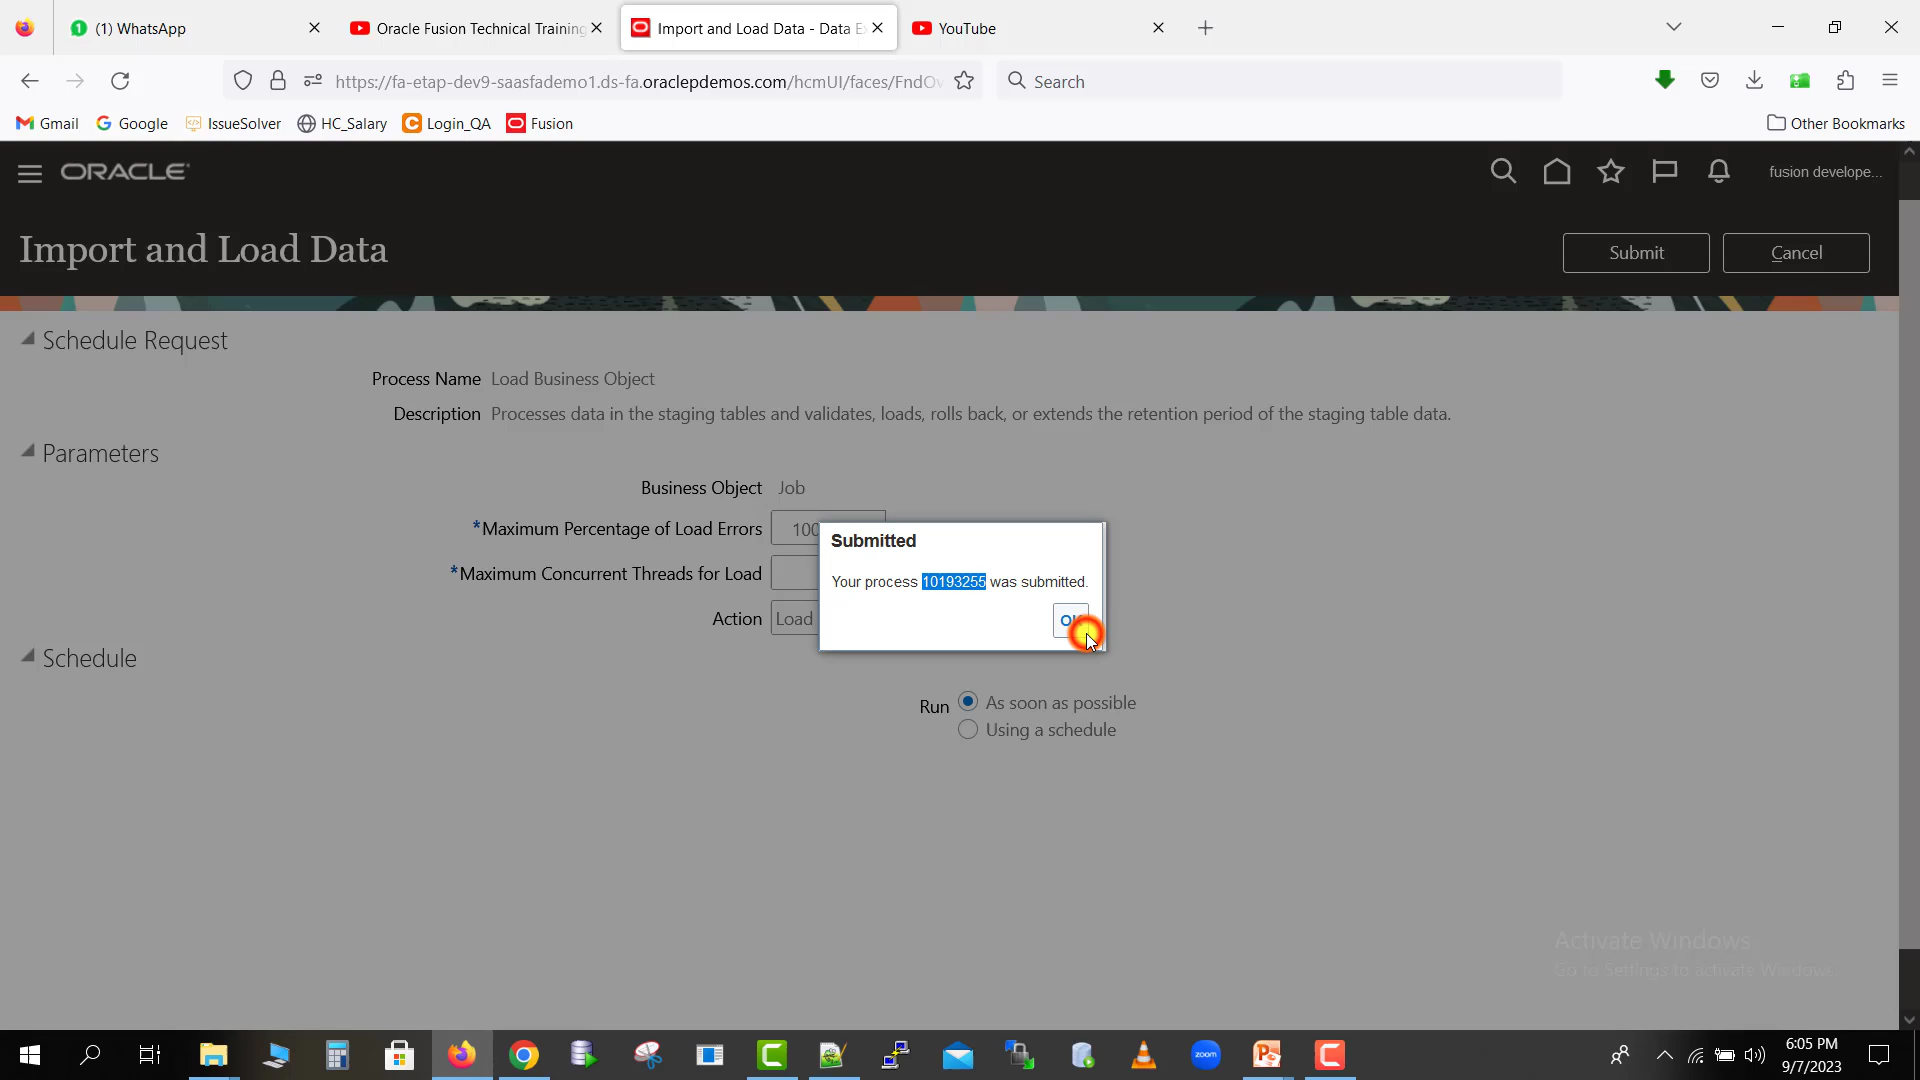 (1) WhatsApp
Oracle Fusion Technical Training
Import and Load Data - Data E
YouTube
https://fa-etap-dev9-saasfademo1.ds-fa.oraclepdemos.com/hcmUI/faces/FndOv
Search
Gmail
Google
IssueSolver
HC_Salary
Login_QA
Fusion
Other Bookmarks
ORACLE
fusion develope...
Import and Load Data
Submit
Cancel
Schedule Request
Process Name Load Business Object
Description Processes data in the staging tables and validates, loads, rolls back, or extends the retention period of the staging table data.
Parameters
Business Object Job
*Maximum Percentage of Load Errors 100
*Maximum Concurrent Threads for Load
Action Load
Submitted
Your process 10193255 was submitted.
OK
Schedule
Run As soon as possible
Using a schedule
Activate Windows
Go to Settings to activate Windows.
zoom
6:05 PM
9/7/2023